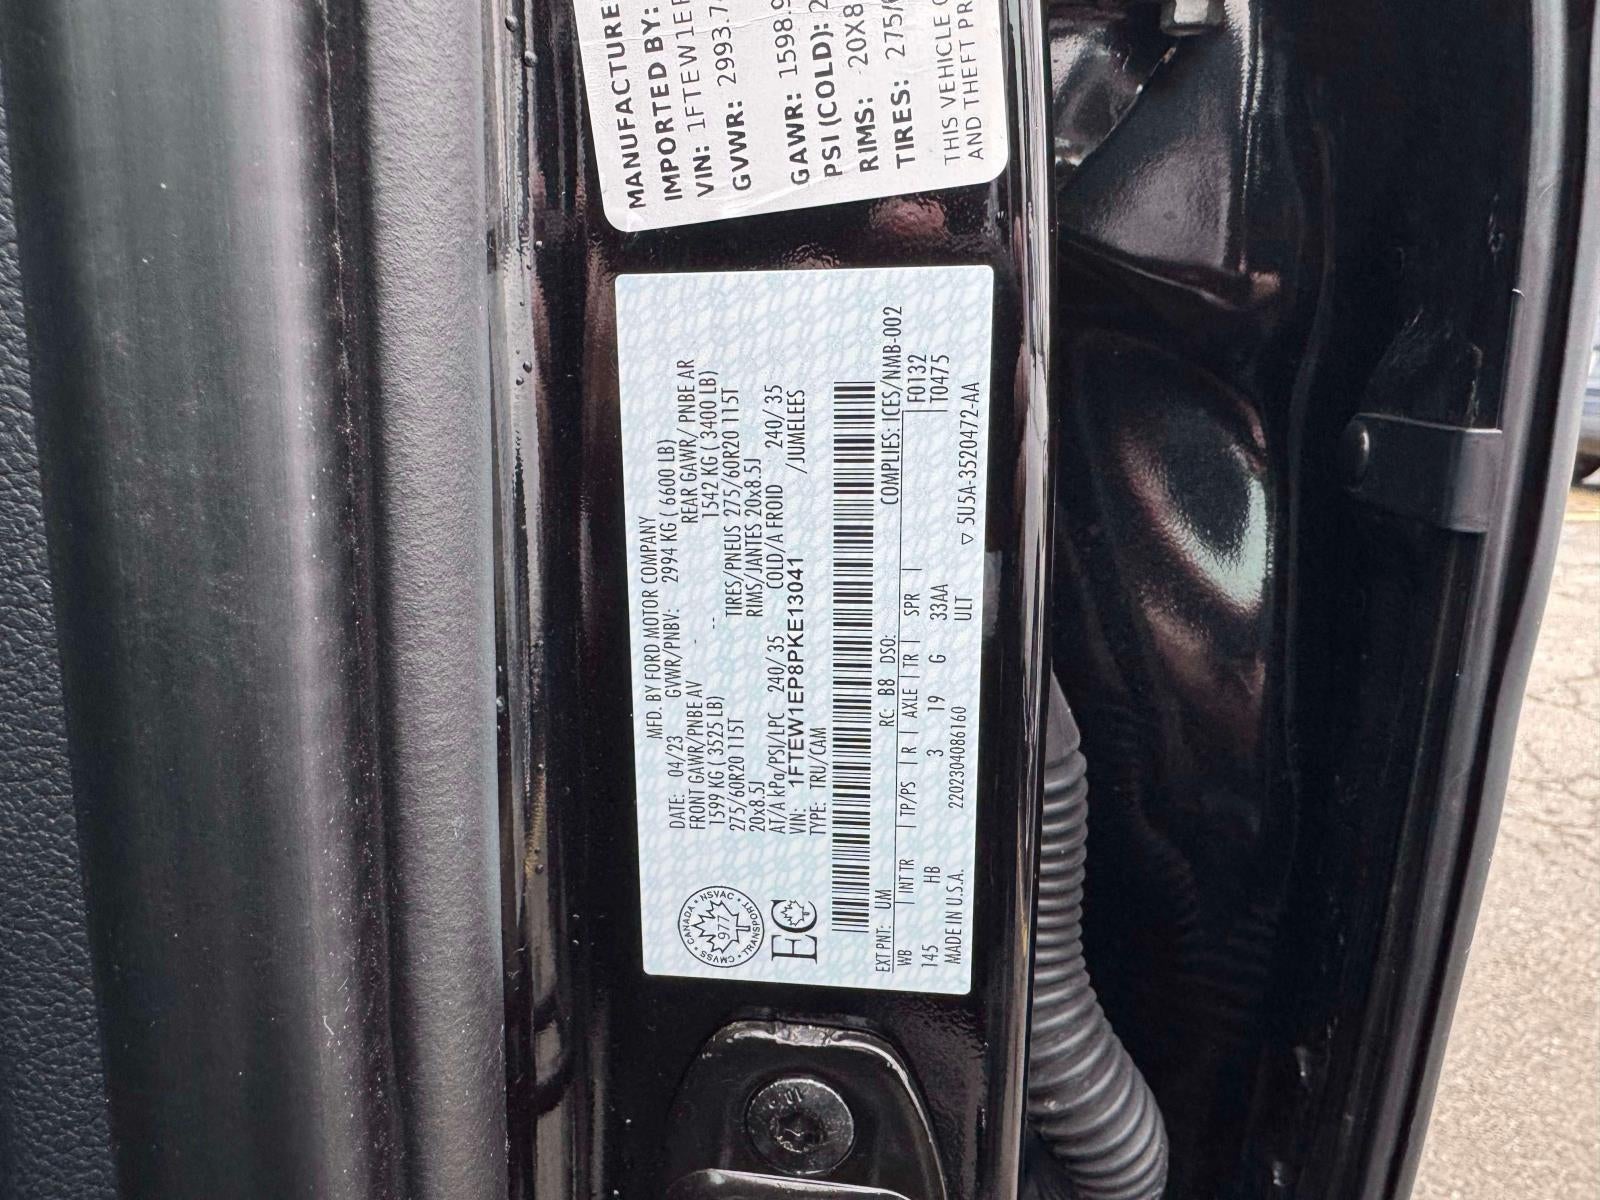 MANUFACTURE
IMPORTED BY:
VIN: 1FTEW1EP
GVWR: 2993.7
GAWR: 1598.9
PSI (COLD): 2
RIMS: 20X8
TIRES: 275/6
THIS VEHICLE
AND THEFT PR
MFD. BY FORD MOTOR COMPANY
DATE: 04/23 GVWR/PNBV: 2994 KG ( 6600 LB)
FRONT GAWR/PNBE AV - REAR GAWR/ PNBE AR
1599 KG ( 3525 LB) -- 1542 KG ( 3400 LB)
275/60R20 115T TIRES/PNEUS 275/60R20 115T
20x8.5J RIMS/JANTES 20x8.5J
AT/A kPa/PSI/LPC 240/ 35 COLD/A FROID 240/ 35
VIN: 1FTEW1EP8PKE13041 /JUMELEES
TYPE: TRU/CAM
CANADA • NSVAC • TRANSPORT • CMVSS •
977
EC
COMPLIES: ICES/NMB-002
EXT PNT: UM RC: B8 DSO:
WB | INT TR | TP/PS | R | AXLE | TR | SPR | F0132
145 HB 3 19 G 33AA T0475
ULT
MADE IN U.S.A. 2202304086160 ▽ 5U5A-3520472-AA